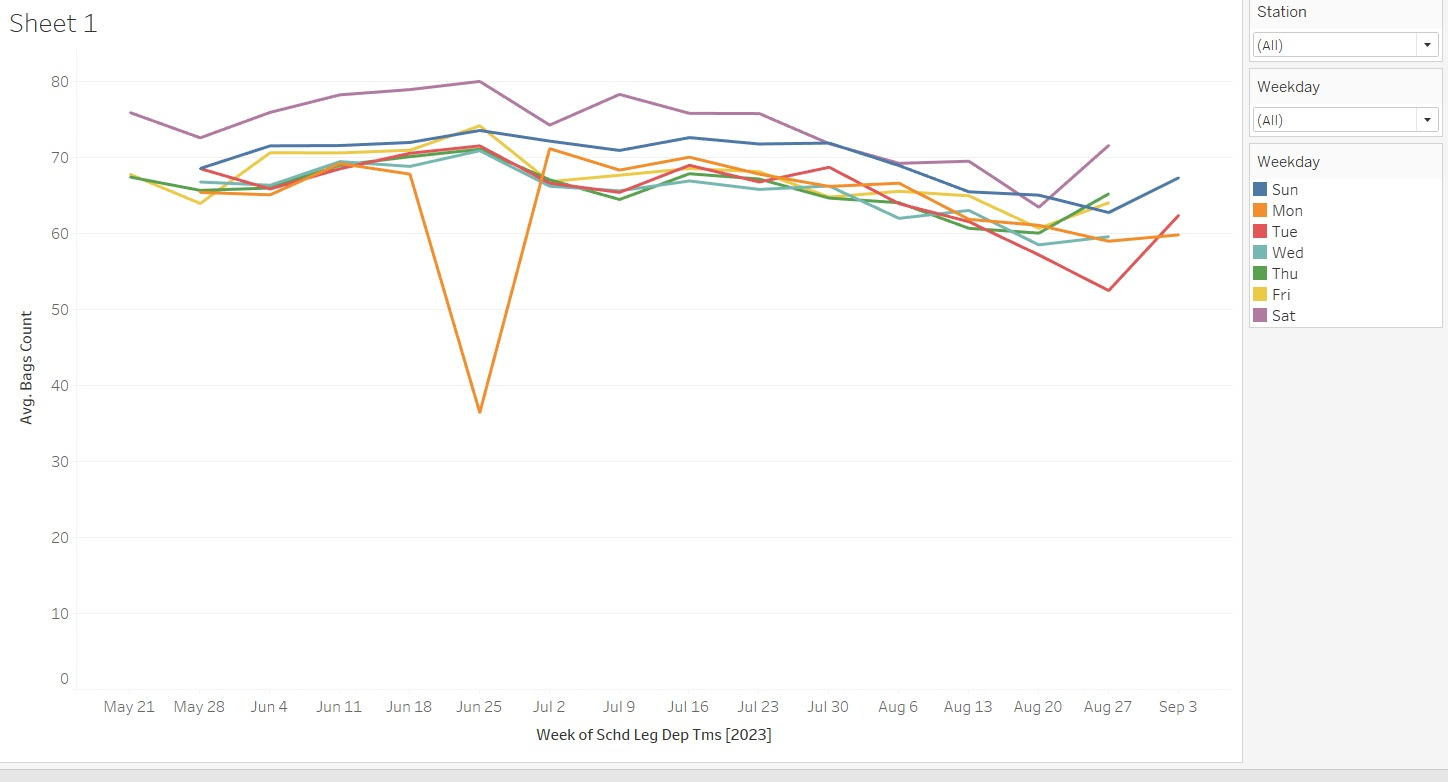 Sheet 1
80
70
60
50
40
30
20
10
0
Avg. Bags Count
May 21 May 28 Jun 4 Jun 11 Jun 18 Jun 25 Jul 2 Jul 9 Jul 16 Jul 23 Jul 30 Aug 6 Aug 13 Aug 20 Aug 27 Sep 3
Week of Schd Leg Dep Tms [2023]
Station
(All)
Weekday
(All)
Weekday
Sun
Mon
Tue
Wed
Thu
Fri
Sat